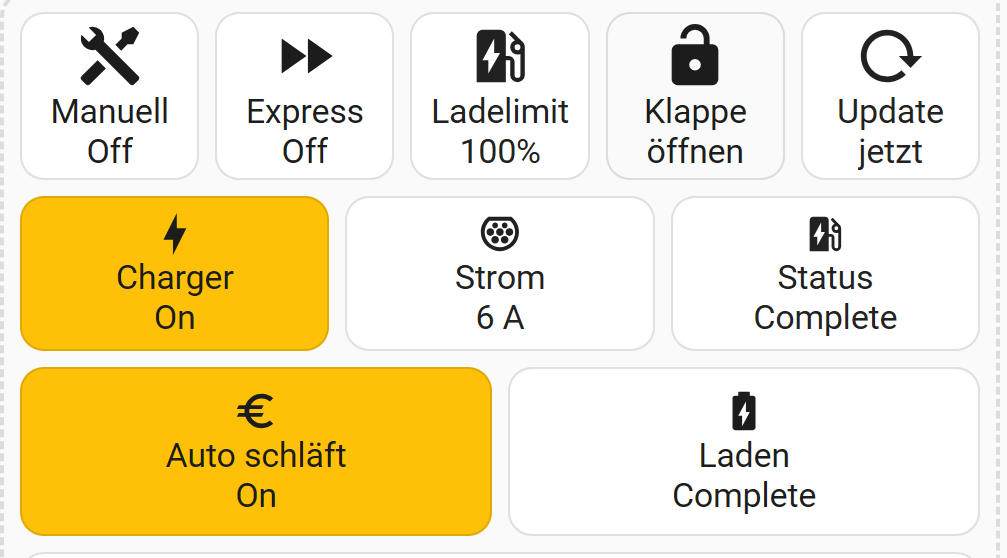 Manuell
Off
Express
Off
Ladelimit
100%
Klappe
öffnen
Update
jetzt
Charger
On
Strom
6 A
Status
Complete
Auto schläft
On
Laden
Complete